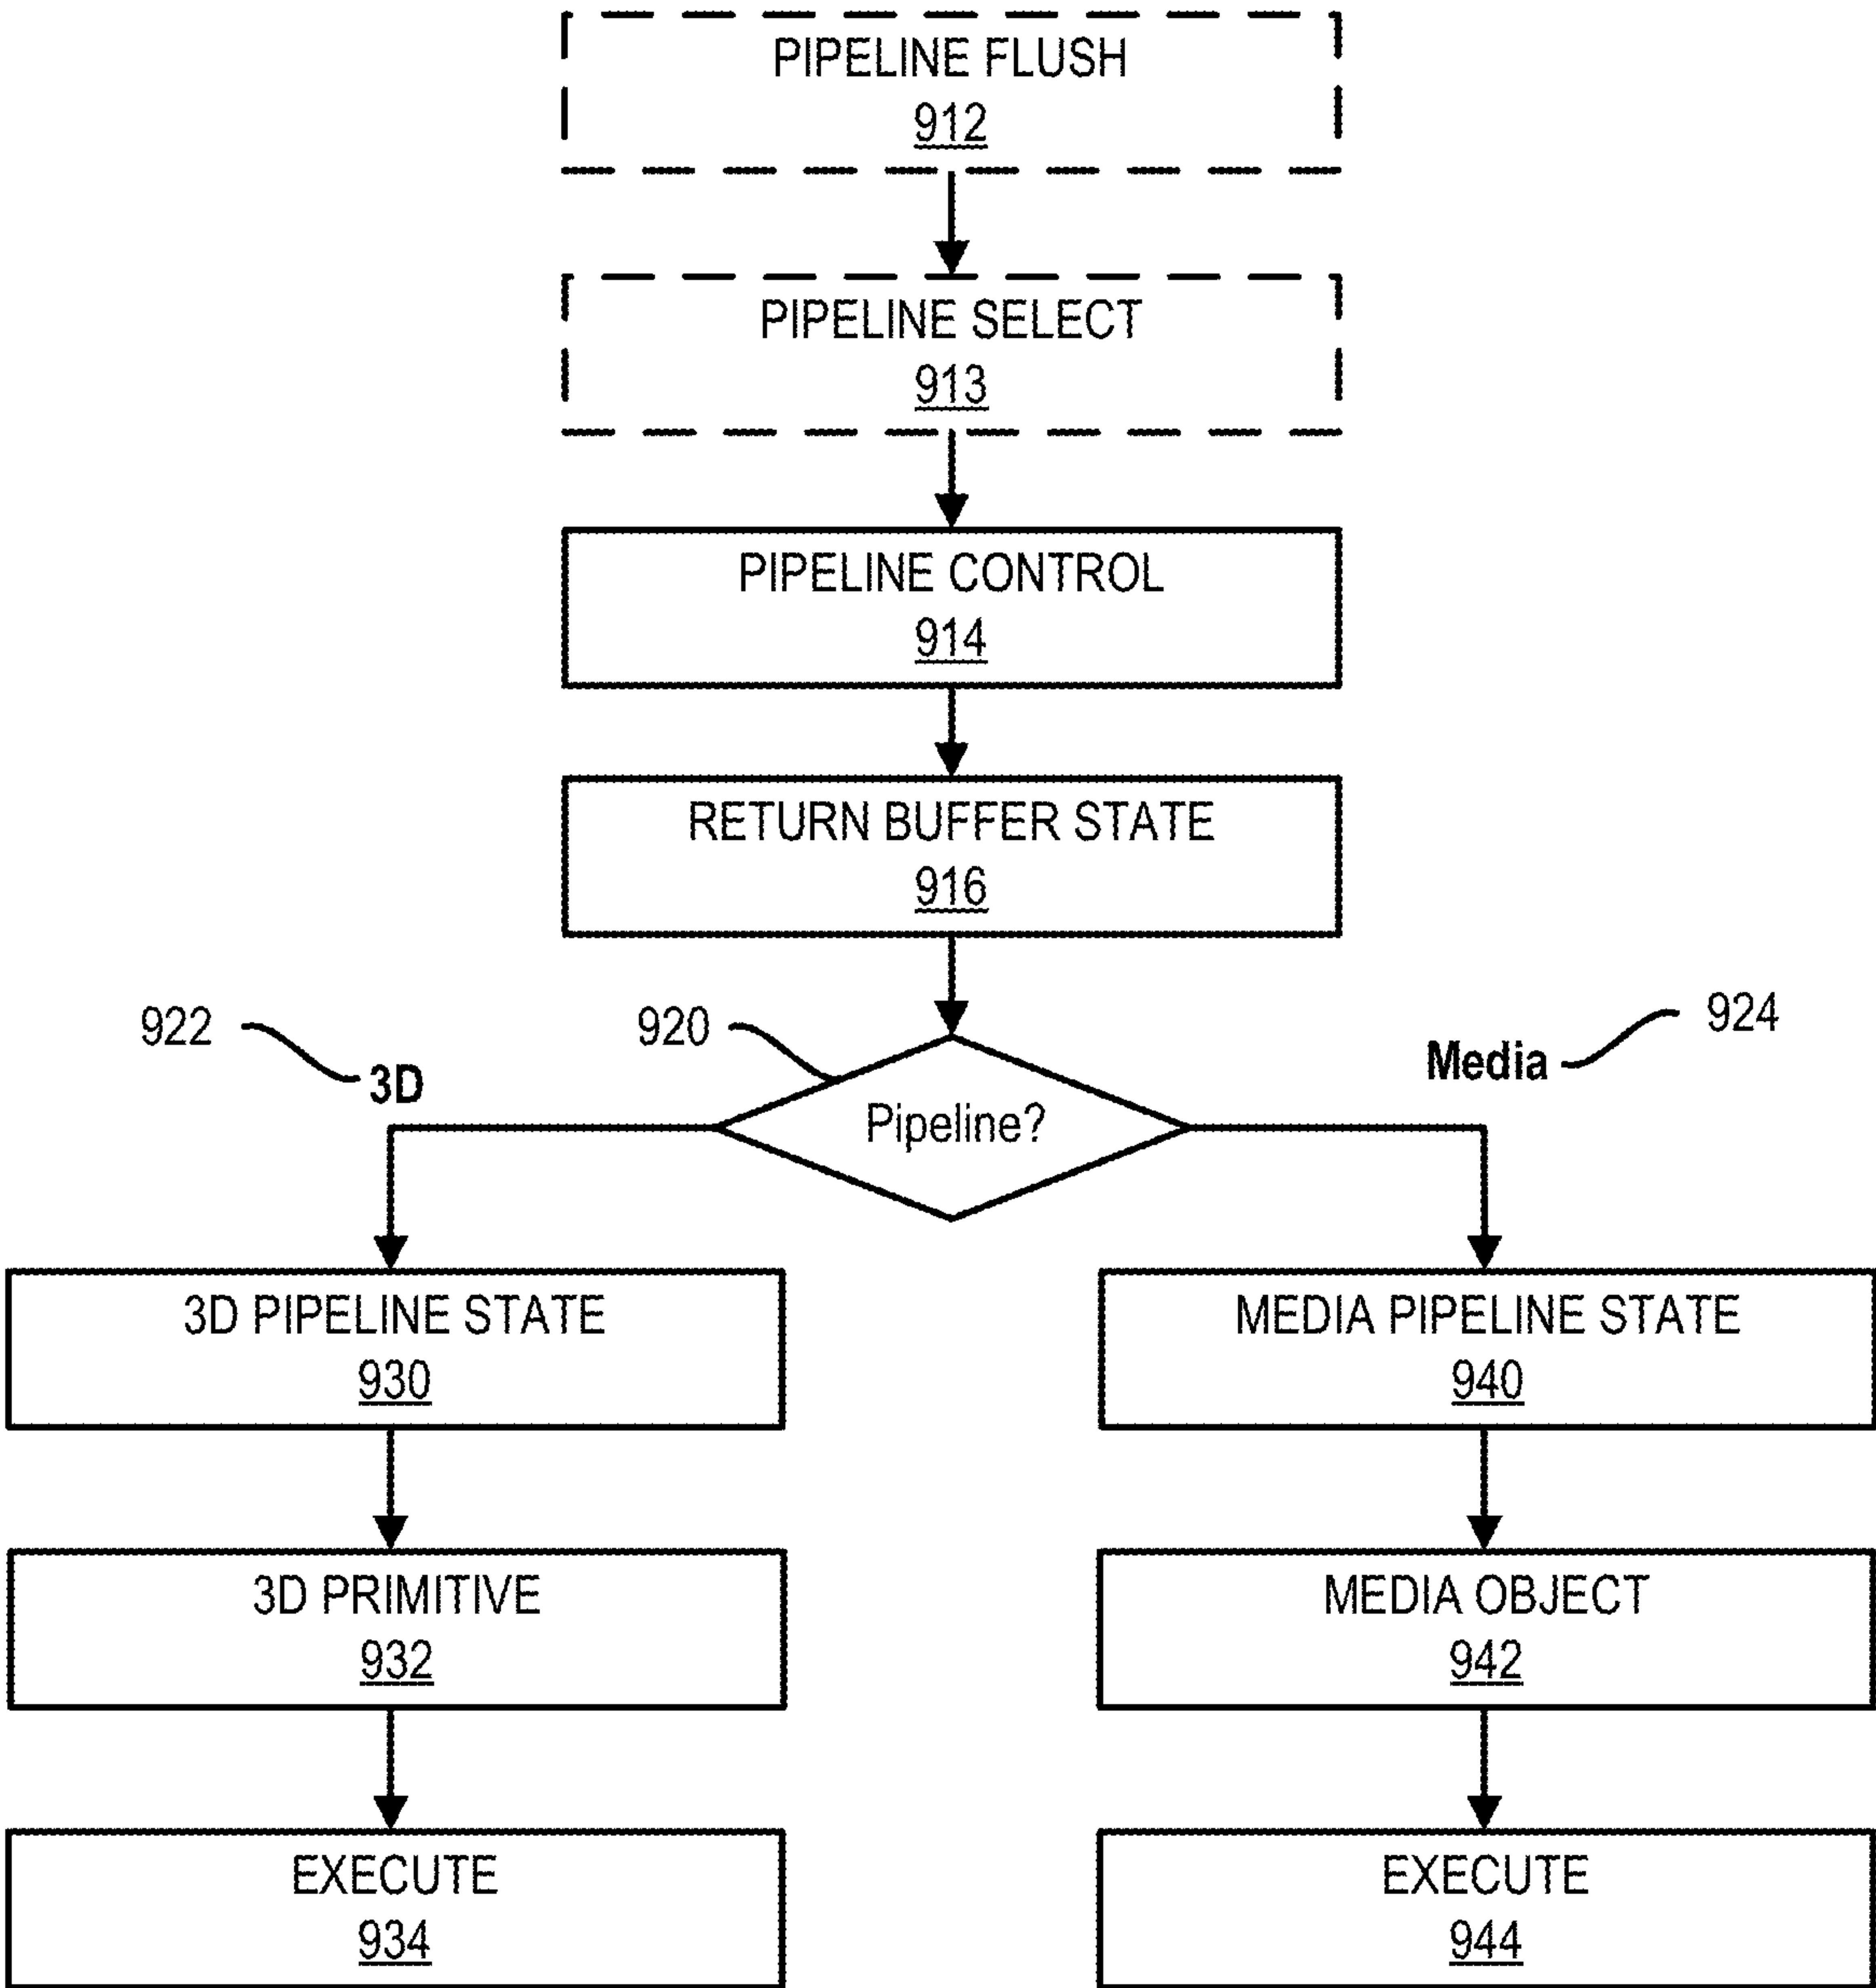 PIPELINE FLUSH
912
PIPELINE SELECT
913
PIPELINE CONTROL
914
RETURN BUFFER STATE
916
922
3D
920
Pipeline?
924
Media
3D PIPELINE STATE
930
MEDIA PIPELINE STATE
940
3D PRIMITIVE
932
MEDIA OBJECT
942
EXECUTE
934
EXECUTE
944